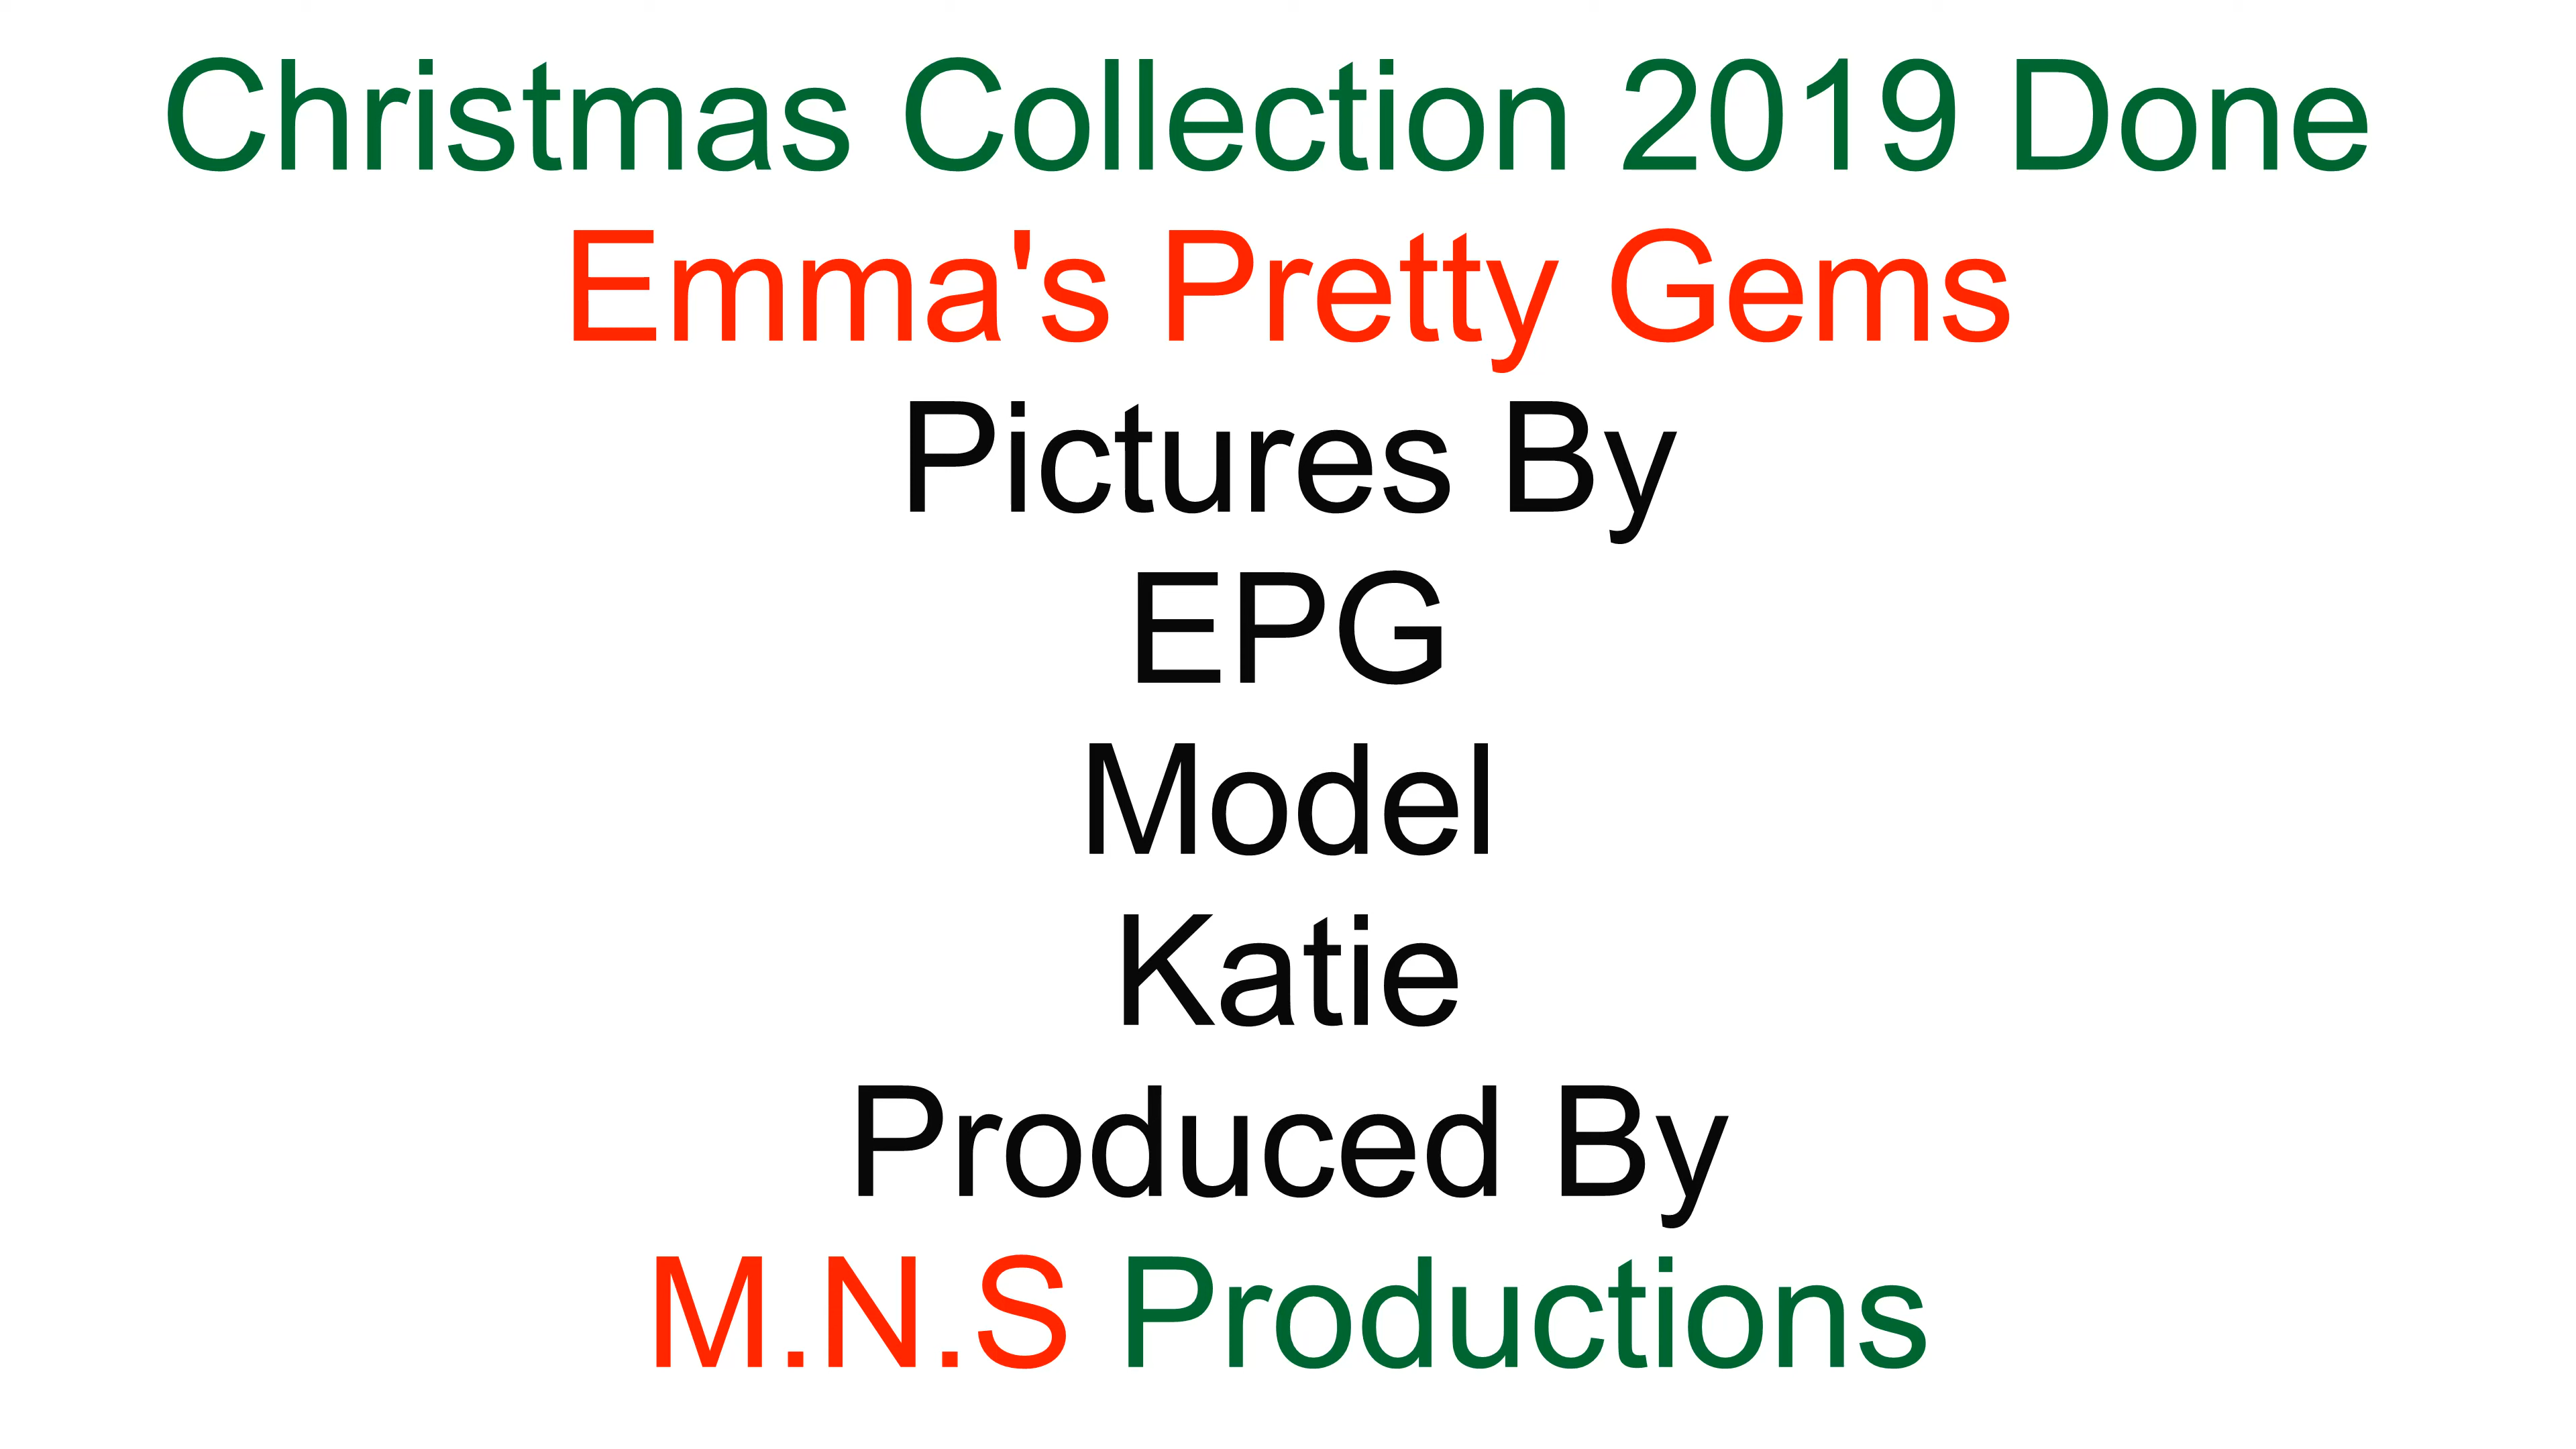 Christmas Collection 2019 Done
Emma's Pretty Gems
Pictures By
EPG
Model
Katie
Produced By
M.N.S Productions